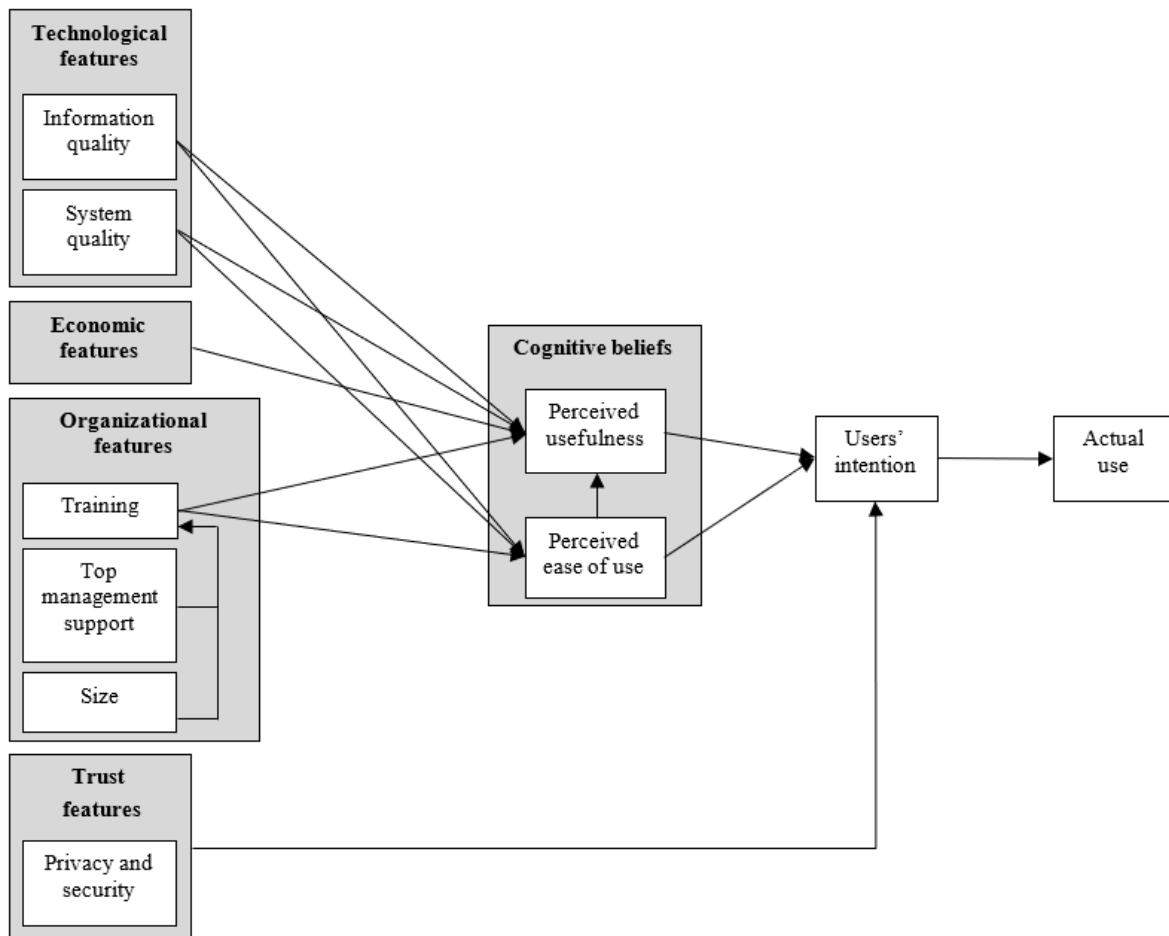 Technological
features
Information
quality
System
quality
Economic
features
Organizational
features
Training
Top
management
support
Size
Trust
features
Privacy and
security
Cognitive beliefs
Perceived
usefulness
Perceived
ease of use
Users’
intention
Actual
use